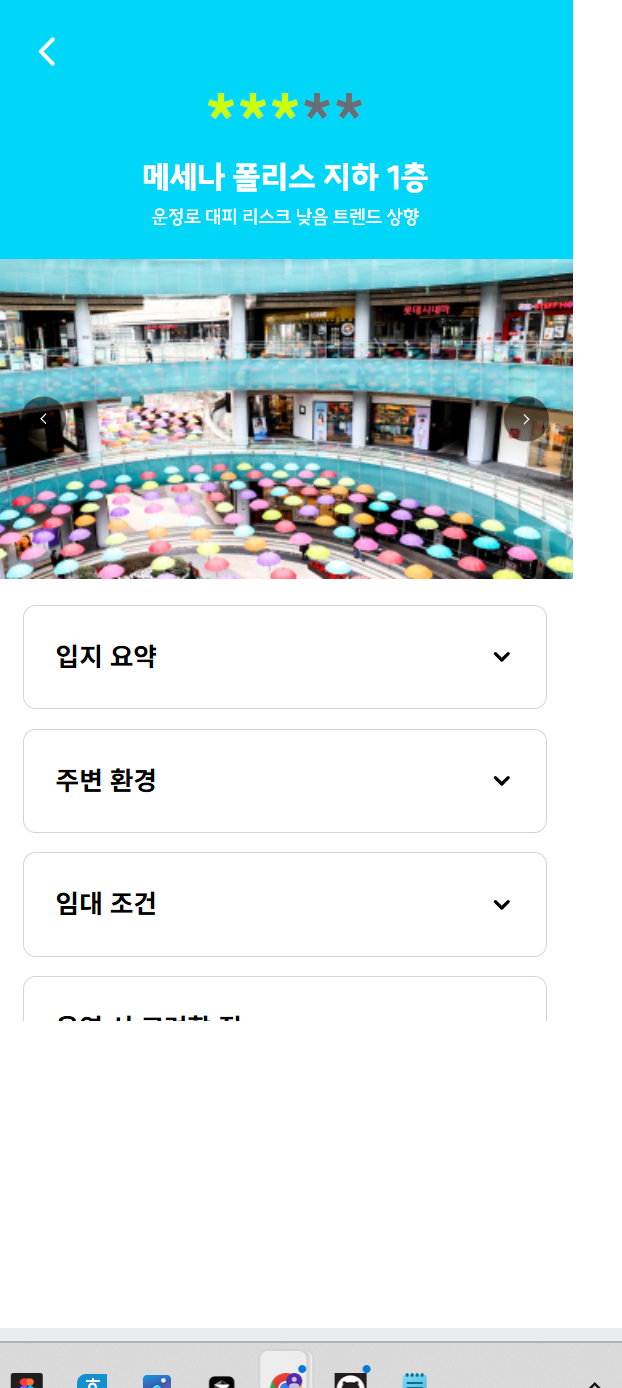 ★★★★★
메세나 폴리스 지하 1층
운정로 대피 리스크 낮음 트렌드 상향
롯데시네마
입지 요약
주변 환경
임대 조건